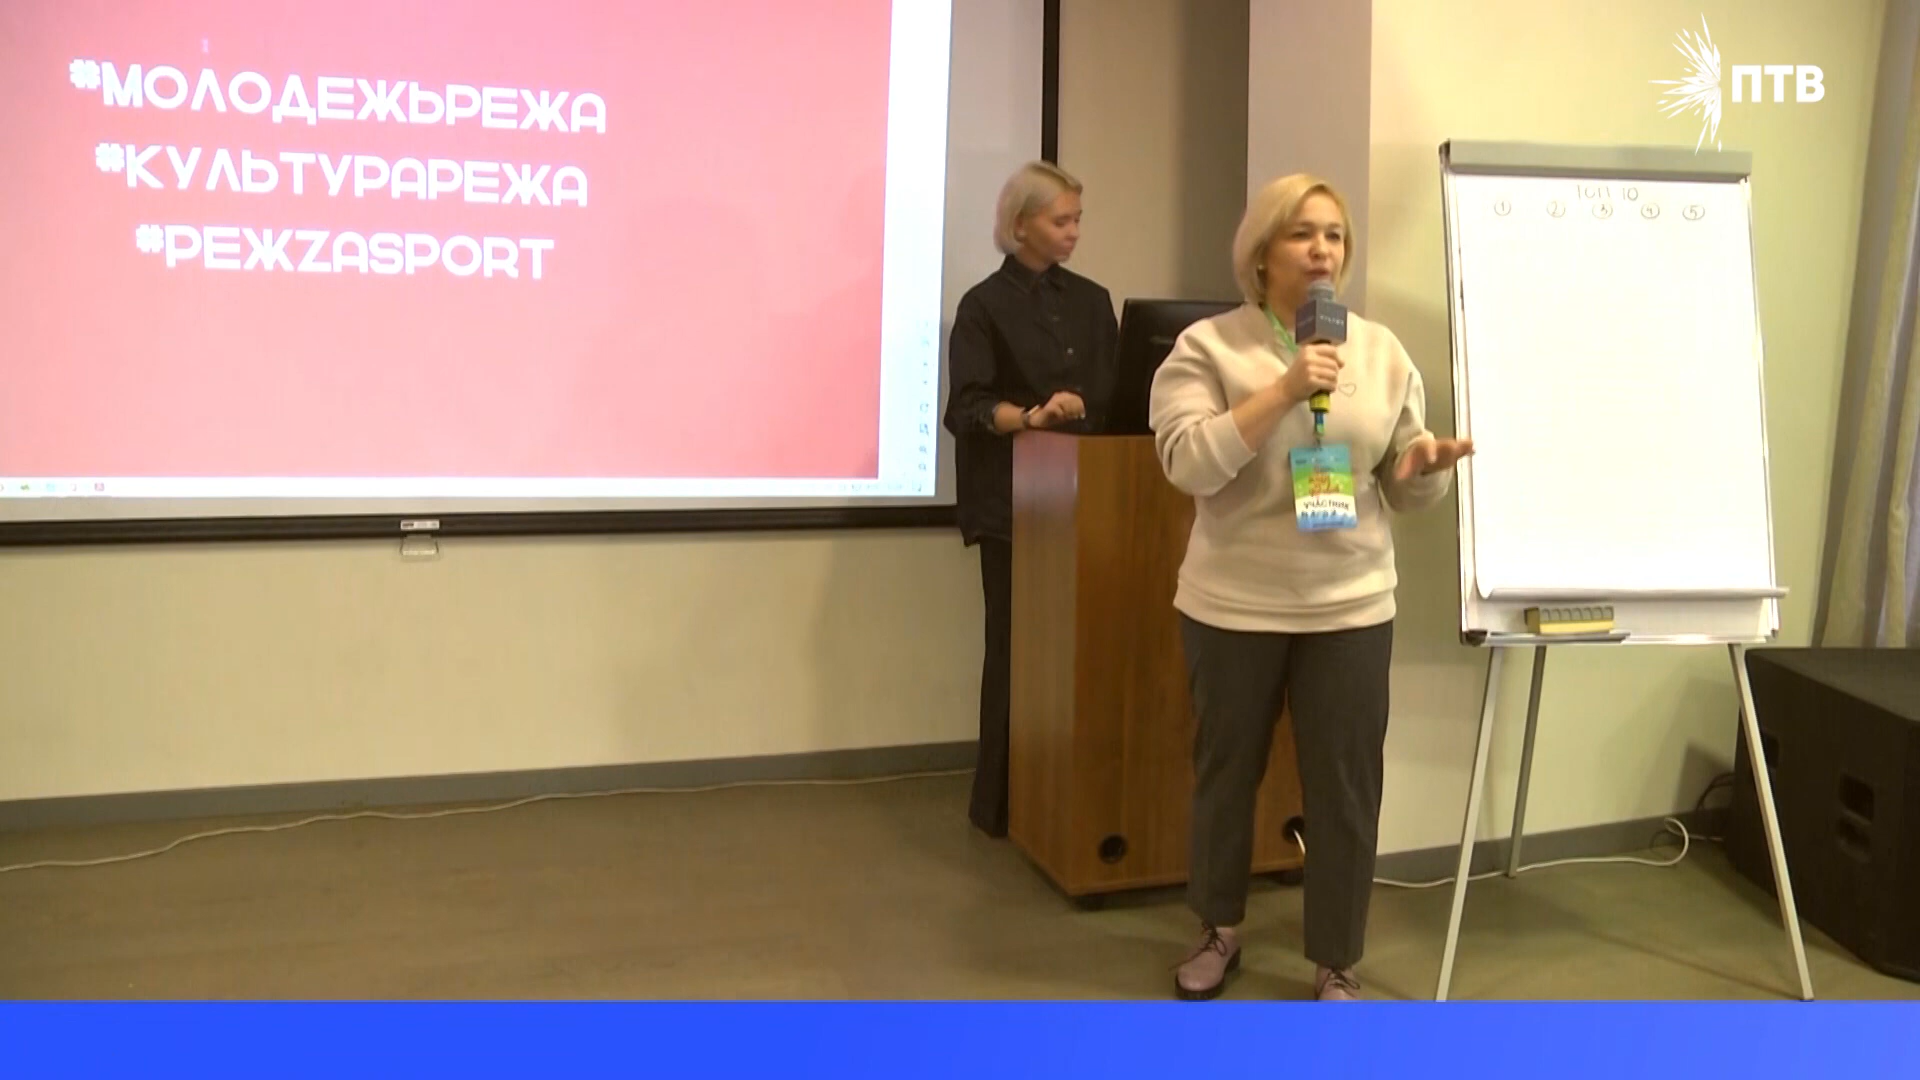 #МОЛОДЕЖЬРЕЖА
#КУЛЬТУРАРЕЖА
#РЕЖZASPORT
ПТВ
ТОП 10
1 2 3 4 5
УЧАСТНИК